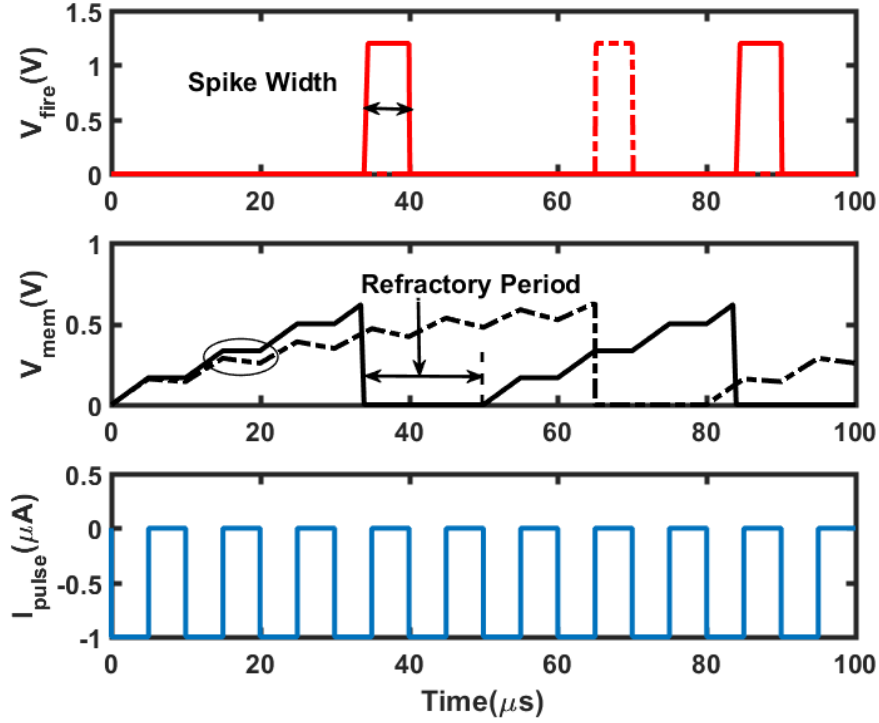 1.5
1
0.5
0
V_fire(V)
Spike Width
0 20 40 60 80 100
1
0.5
0
V_mem(V)
Refractory Period
0 20 40 60 80 100
0.5
0
-0.5
-1
I_pulse(μA)
0 20 40 60 80 100
Time(μs)